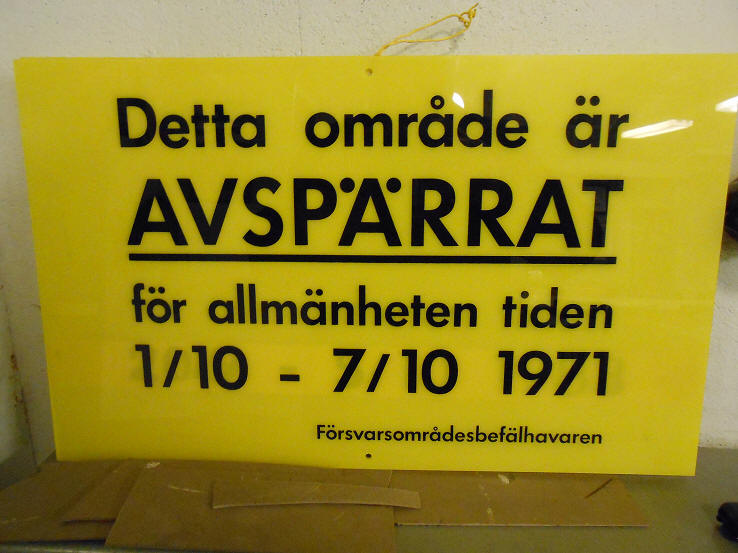 Detta område är
AVSPÄRRAT
för allmänheten tiden
1/10 - 7/10 1971
Försvarsområdesbefälhavaren